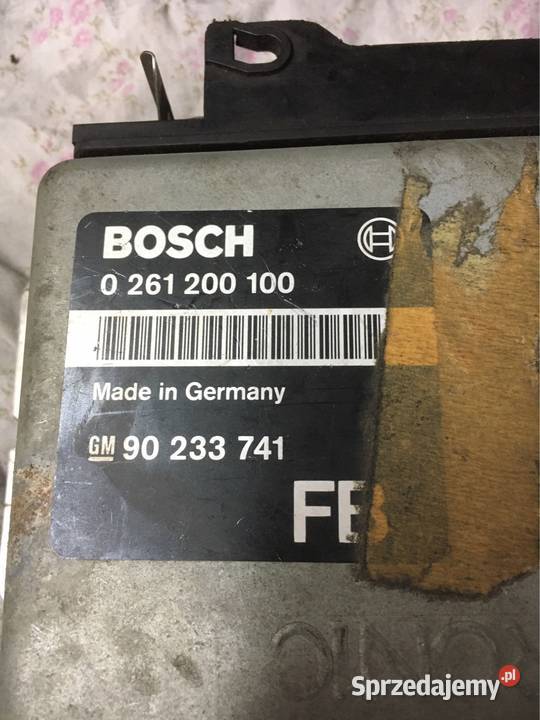 BOSCH
0 261 200 100
Made in Germany
GM 90 233 741
FB
Sprzedajemy.pl